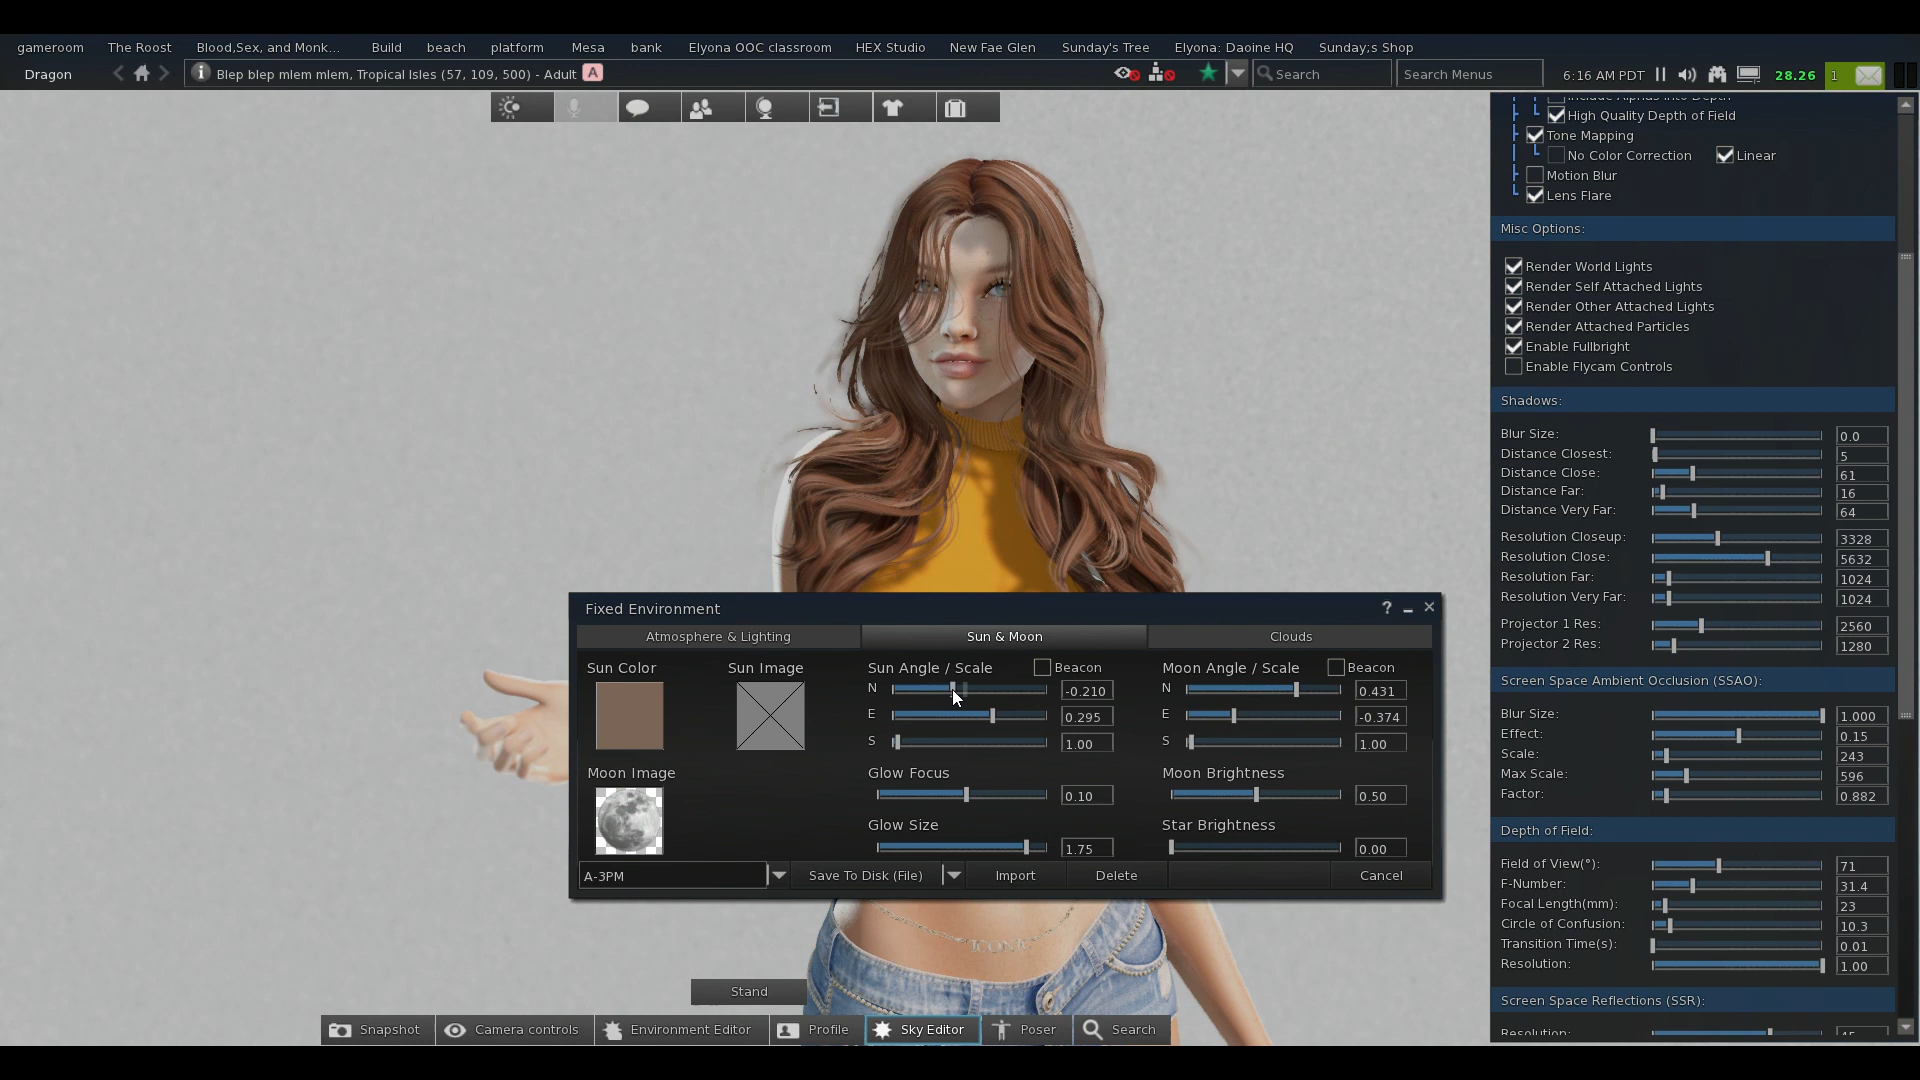 gameroom The Roost Blood,Sex, and Monk... Build beach platform Mesa bank Elyona OOC classroom HEX Studio New Fae Glen Sunday's Tree Elyona: Daoine HQ Sunday;s Shop
Dragon Blep blep mlem mlem, Tropical Isles (57, 109, 500) - Adult A Search Search Menus 6:16 AM PDT 28.26 1
Include Alphas into Depth
High Quality Depth of Field
Tone Mapping
No Color Correction Linear
Motion Blur
Lens Flare
Misc Options:
Render World Lights
Render Self Attached Lights
Render Other Attached Lights
Render Attached Particles
Enable Fullbright
Enable Flycam Controls
Shadows:
Blur Size: 0.0
Distance Closest: 5
Distance Close: 61
Distance Far: 16
Distance Very Far: 64
Resolution Closeup: 3328
Resolution Close: 5632
Resolution Far: 1024
Resolution Very Far: 1024
Projector 1 Res: 2560
Projector 2 Res: 1280
Screen Space Ambient Occlusion (SSAO):
Blur Size: 1.000
Effect: 0.15
Scale: 243
Max Scale: 596
Factor: 0.882
Depth of Field:
Field of View(°): 71
F-Number: 31.4
Focal Length(mm): 23
Circle of Confusion: 10.3
Transition Time(s): 0.01
Resolution: 1.00
Screen Space Reflections (SSR):
Resolution: 45
Fixed Environment ?
Atmosphere & Lighting Sun & Moon Clouds
Sun Color Sun Image Sun Angle / Scale Beacon Moon Angle / Scale Beacon
N -0.210 N 0.431
E 0.295 E -0.374
S 1.00 S 1.00
Moon Image Glow Focus Moon Brightness
0.10 0.50
Glow Size Star Brightness
1.75 0.00
A-3PM Save To Disk (File) Import Delete Cancel
ICONIC
Stand
Snapshot Camera controls Environment Editor Profile Sky Editor Poser Search